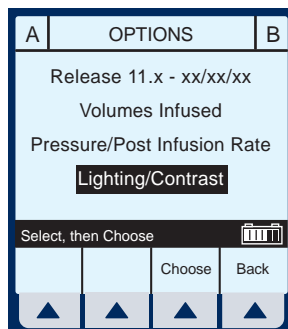 A OPTIONS B
Release 11.x - xx/xx/xx
Volumes Infused
Pressure/Post Infusion Rate
Lighting/Contrast
Select, then Choose
Choose Back